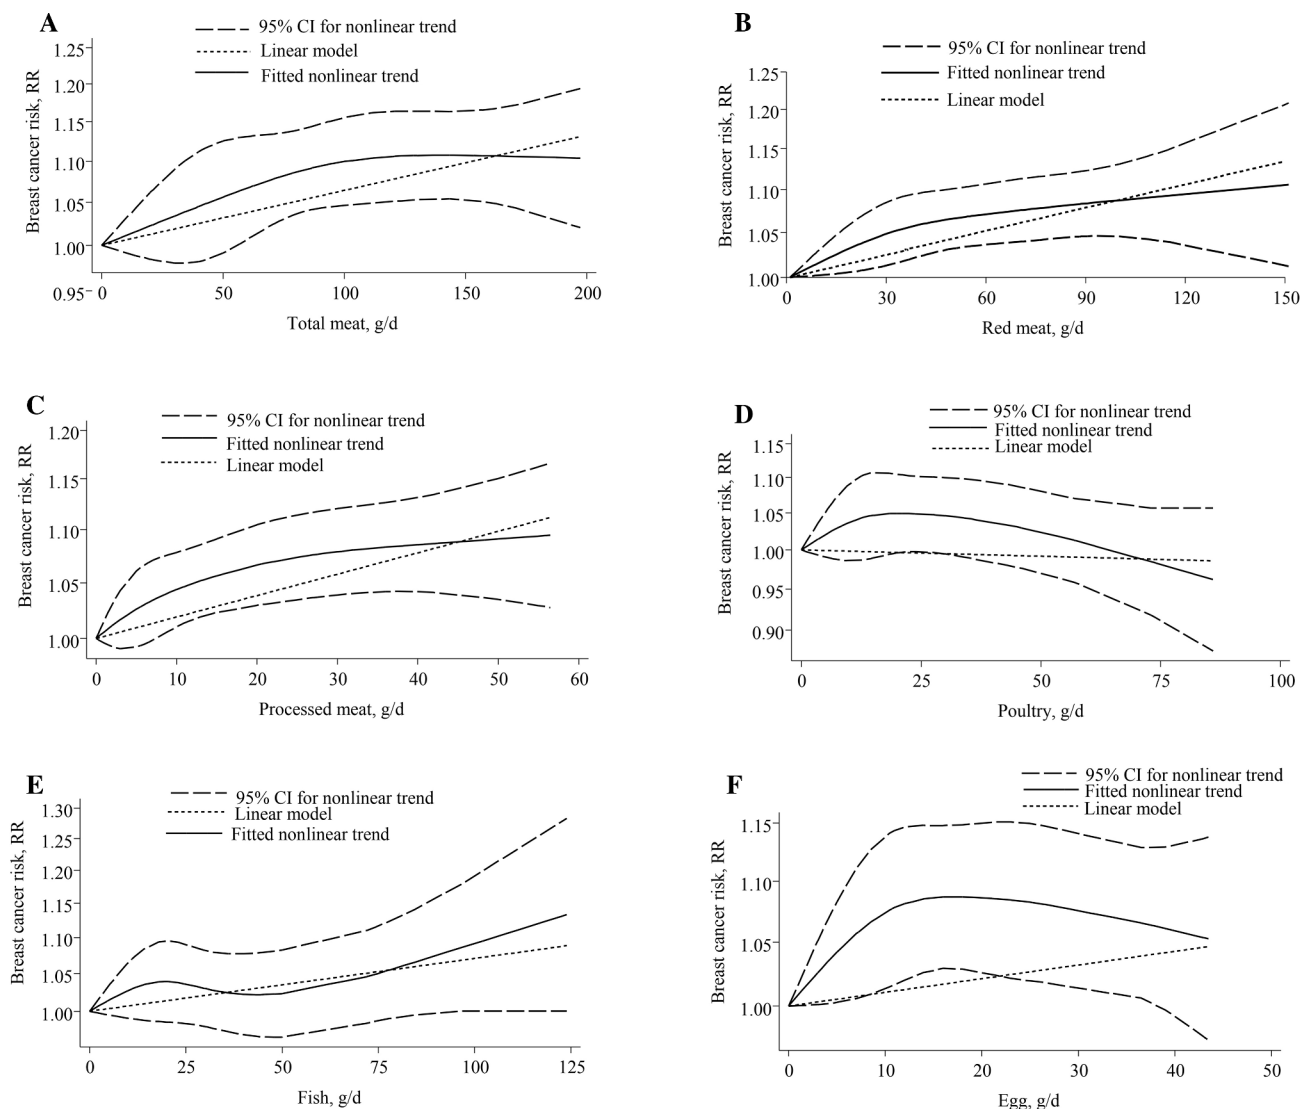 A
95% CI for nonlinear trend
Linear model
Fitted nonlinear trend
Breast cancer risk, RR
1.25
1.20
1.15
1.10
1.05
1.00
0.95
0 50 100 150 200
Total meat, g/d
B
95% CI for nonlinear trend
Fitted nonlinear trend
Linear model
Breast cancer risk, RR
1.25
1.20
1.15
1.10
1.05
1.00
0 30 60 90 120 150
Red meat, g/d
C
95% CI for nonlinear trend
Fitted nonlinear trend
Linear model
Breast cancer risk, RR
1.20
1.15
1.10
1.05
1.00
0 10 20 30 40 50 60
Processed meat, g/d
D
95% CI for nonlinear trend
Fitted nonlinear trend
Linear model
Breast cancer risk, RR
1.15
1.10
1.05
1.00
0.95
0.90
0 25 50 75 100
Poultry, g/d
E
95% CI for nonlinear trend
Linear model
Fitted nonlinear trend
Breast cancer risk, RR
1.30
1.25
1.20
1.15
1.10
1.05
1.00
0 25 50 75 100 125
Fish, g/d
F
95% CI for nonlinear trend
Fitted nonlinear trend
Linear model
Breast cancer risk, RR
1.15
1.10
1.05
1.00
0 10 20 30 40 50
Egg, g/d